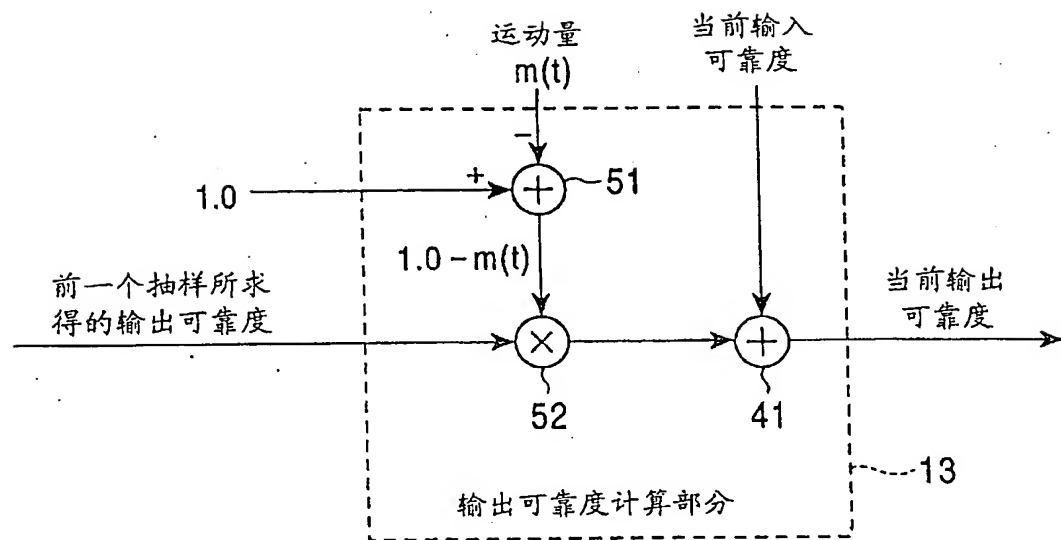 运动量
m(t)
当前输入
可靠度
−
+
51
1.0
1.0 − m(t)
前一个抽样所求
得的输出可靠度
当前输出
可靠度
52
41
13
输出可靠度计算部分